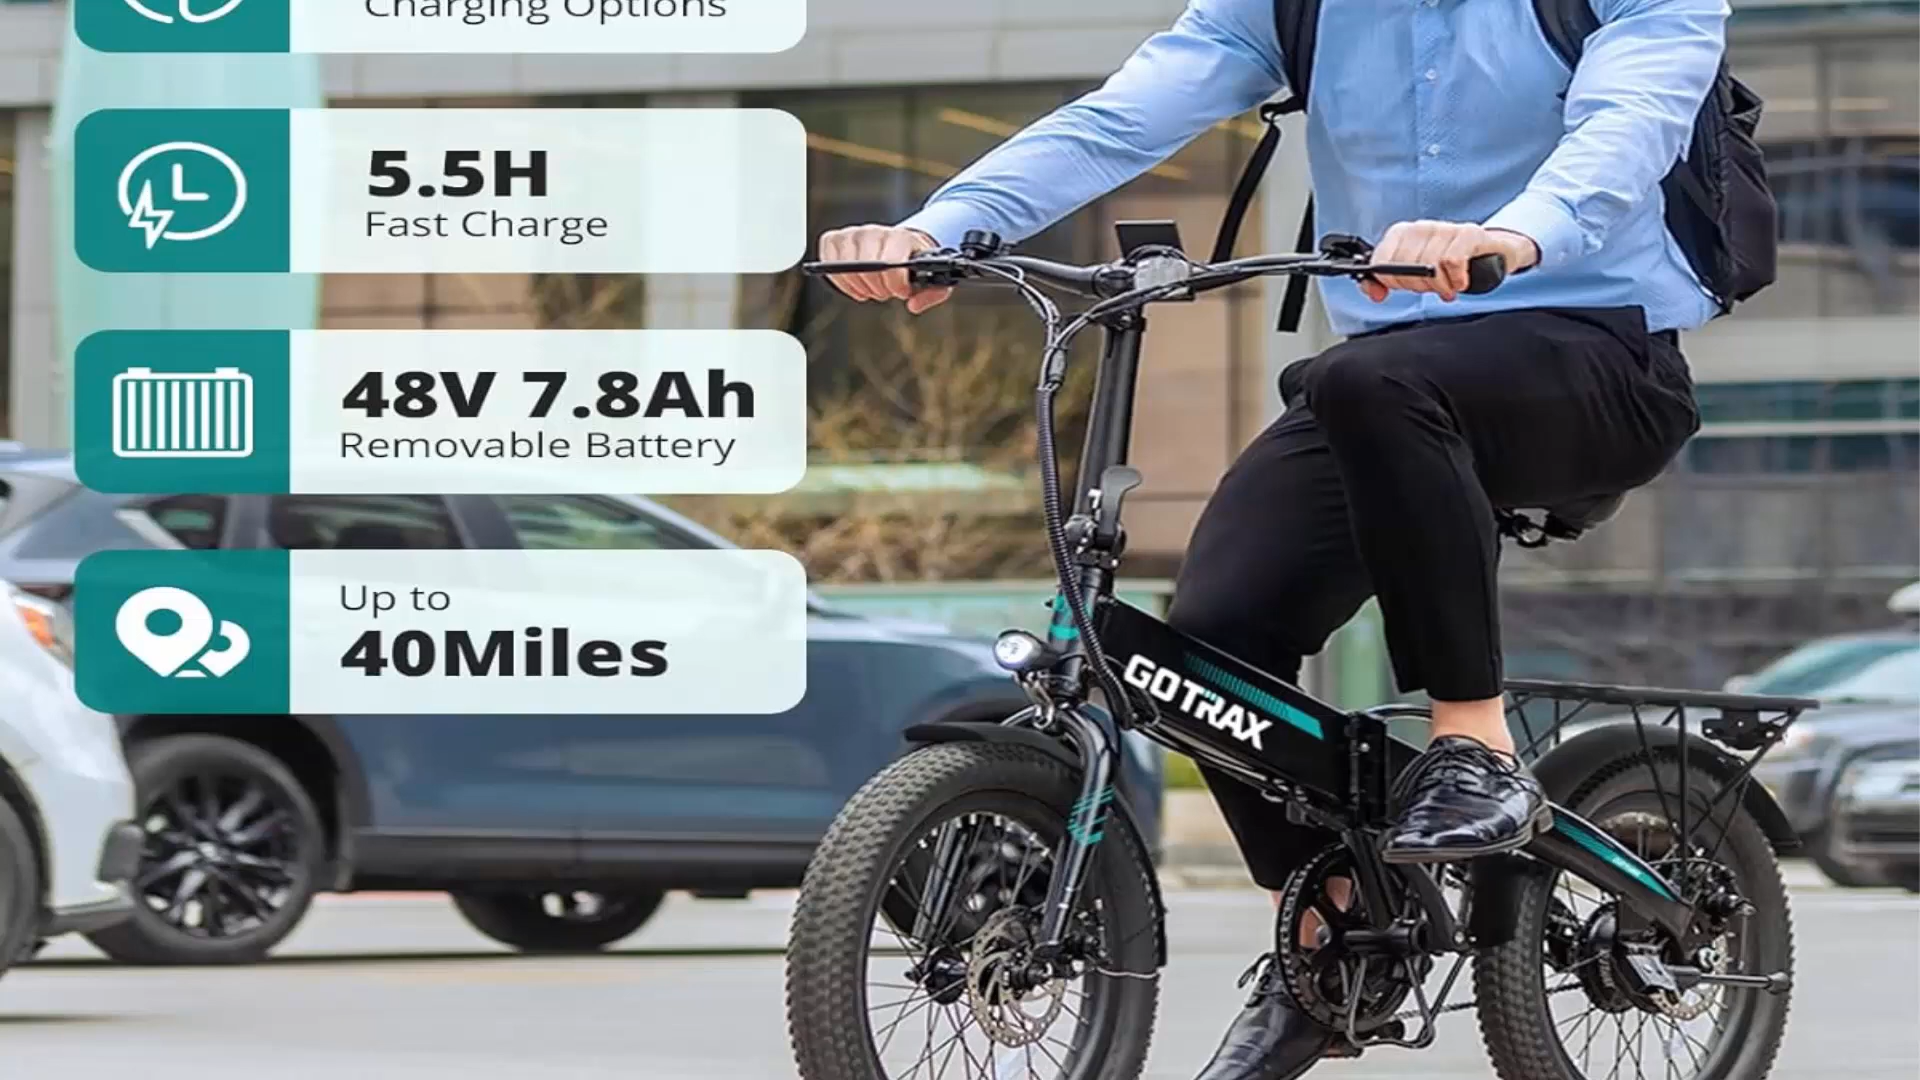 Charging Options
5.5H
Fast Charge
48V 7.8Ah
Removable Battery
Up to
40Miles
GOTRAX